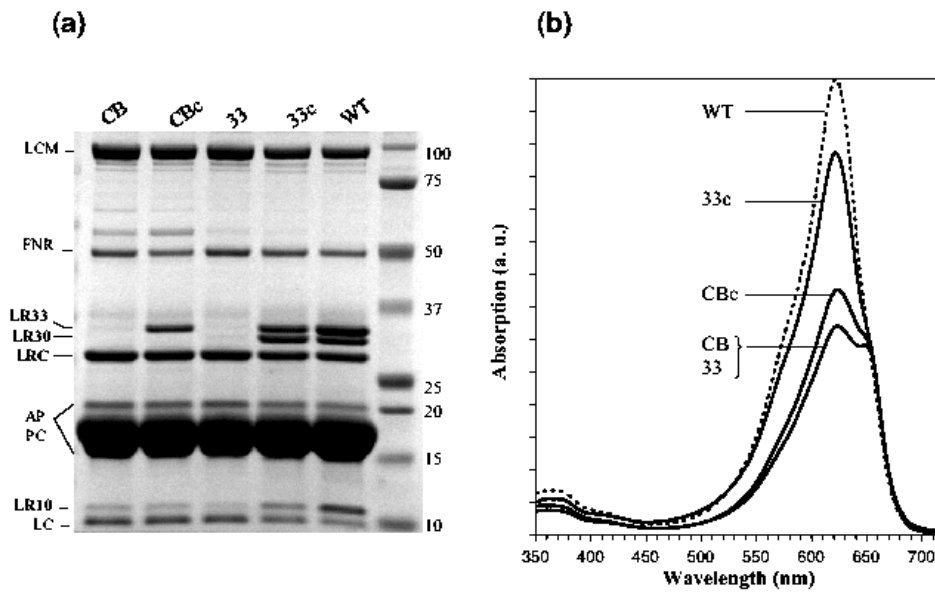 (a)
CB CBc 33 33c WT
LCM
FNR
LR33
LR30
LRC
AP
PC
LR10
LC
100
75
50
37
25
20
15
10
(b)
Absorption (a. u.)
WT
33c
CBc
CB
33
350 400 450 500 550 600 650 700
Wavelength (nm)